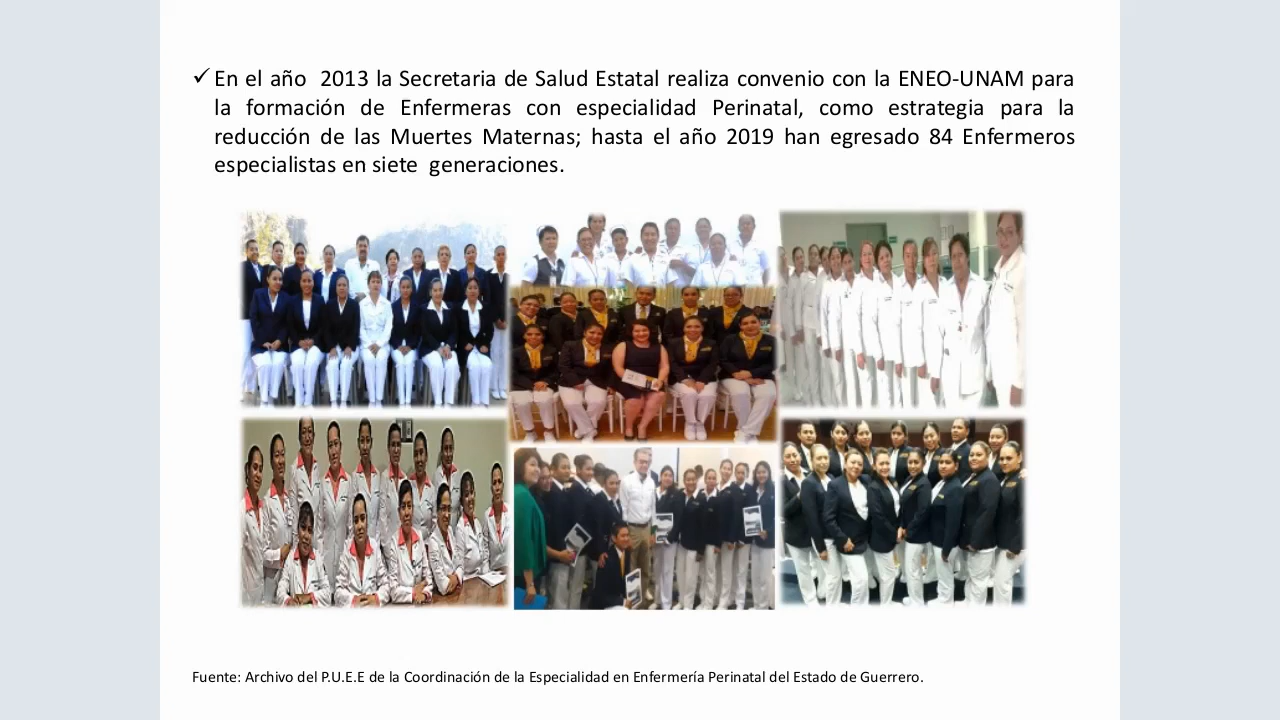 ✓En el año  2013 la Secretaria de Salud Estatal realiza convenio con la ENEO-UNAM para
la formación de Enfermeras con especialidad Perinatal, como estrategia para la
reducción de las Muertes Maternas; hasta el año 2019 han egresado 84 Enfermeros
especialistas en siete  generaciones.
Fuente: Archivo del P.U.E.E de la Coordinación de la Especialidad en Enfermería Perinatal del Estado de Guerrero.